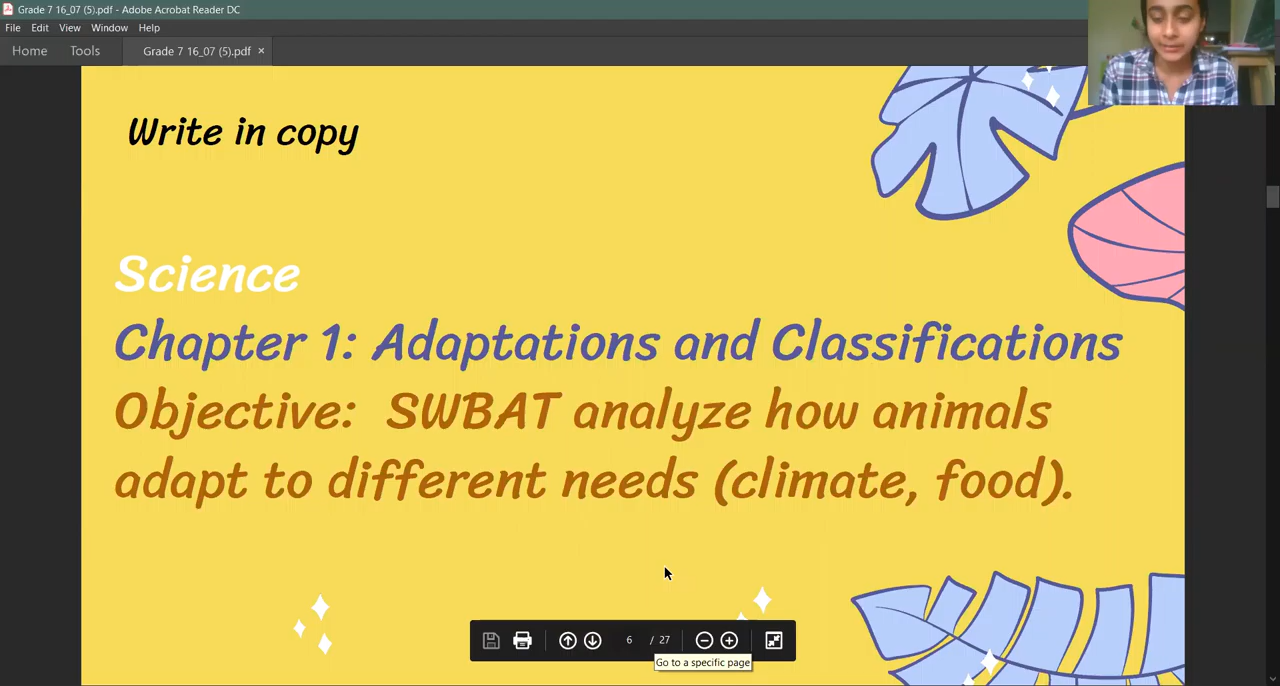 Grade 7 16_07 (5).pdf - Adobe Acrobat Reader DC
File Edit View Window Help
Home Tools Grade 7 16_07 (5).pdf ×
Write in copy
Science
Chapter 1: Adaptations and Classifications
Objective: SWBAT analyze how animals
adapt to different needs (climate, food).
6 / 27
Go to a specific page